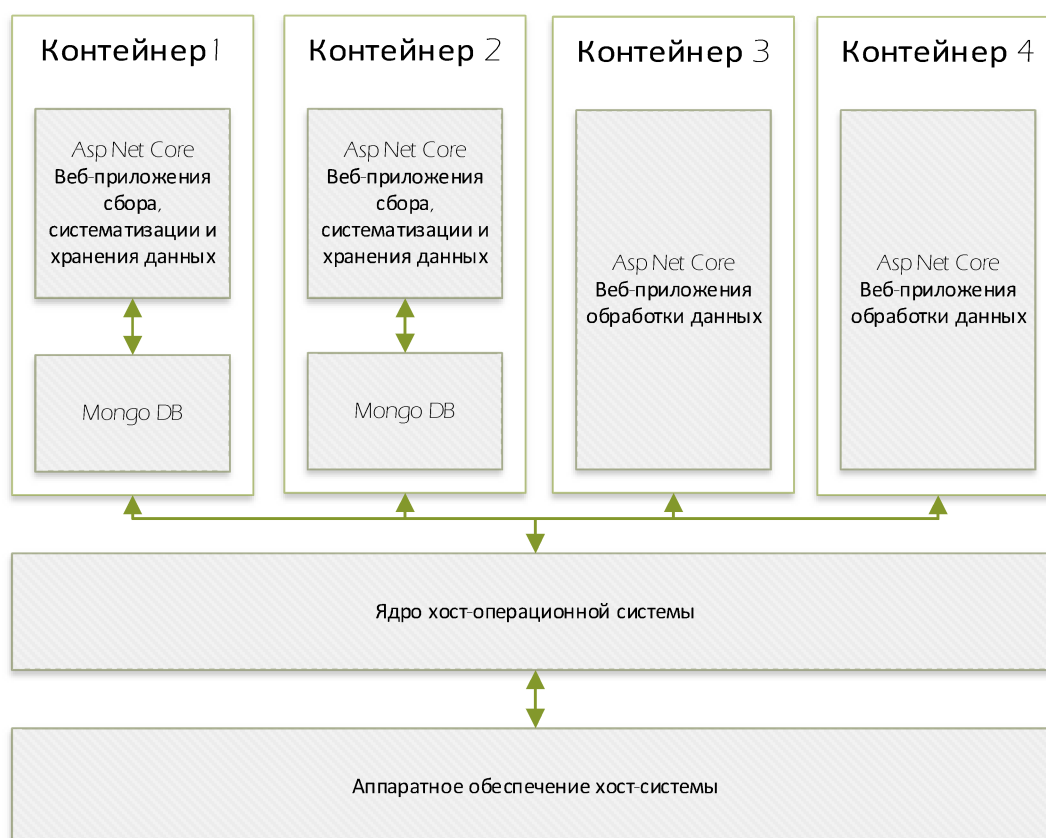 Контейнер 1
Asp Net Core
Веб-приложения
сбора,
систематизации и
хранения данных
Mongo DB
Контейнер 2
Asp Net Core
Веб-приложения
сбора,
систематизации и
хранения данных
Mongo DB
Контейнер 3
Asp Net Core
Веб-приложения
обработки данных
Контейнер 4
Asp Net Core
Веб-приложения
обработки данных
Ядро хост-операционной системы
Аппаратное обеспечение хост-системы